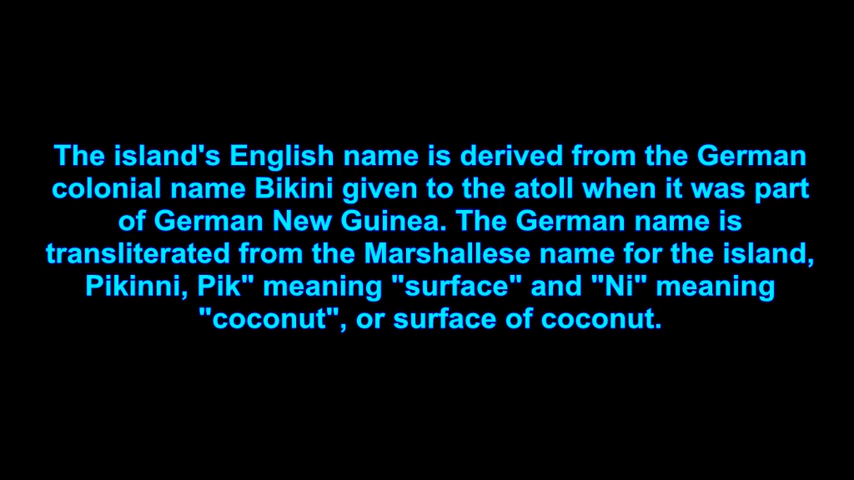 The island's English name is derived from the German
colonial name Bikini given to the atoll when it was part
of German New Guinea. The German name is
transliterated from the Marshallese name for the island,
Pikinni, Pik" meaning "surface" and "Ni" meaning
"coconut", or surface of coconut.